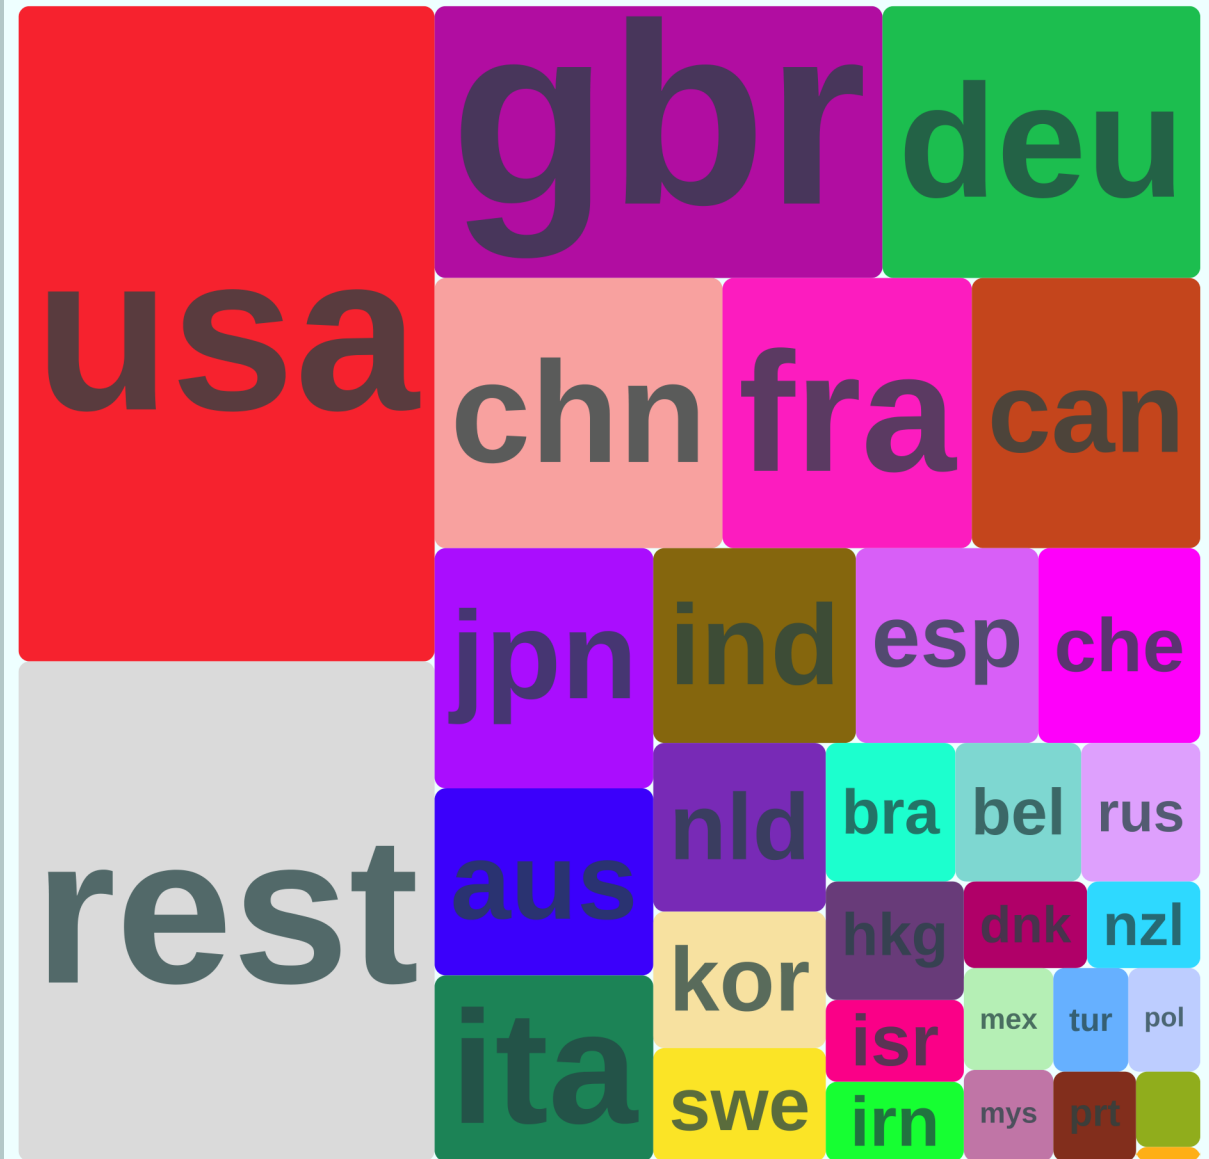 usa
gbr
deu
chn
fra
can
jpn
ind
esp
che
rest
aus
nld
bra
bel
rus
ita
kor
hkg
dnk
nzl
swe
isr
mex
tur
pol
irn
mys
prt